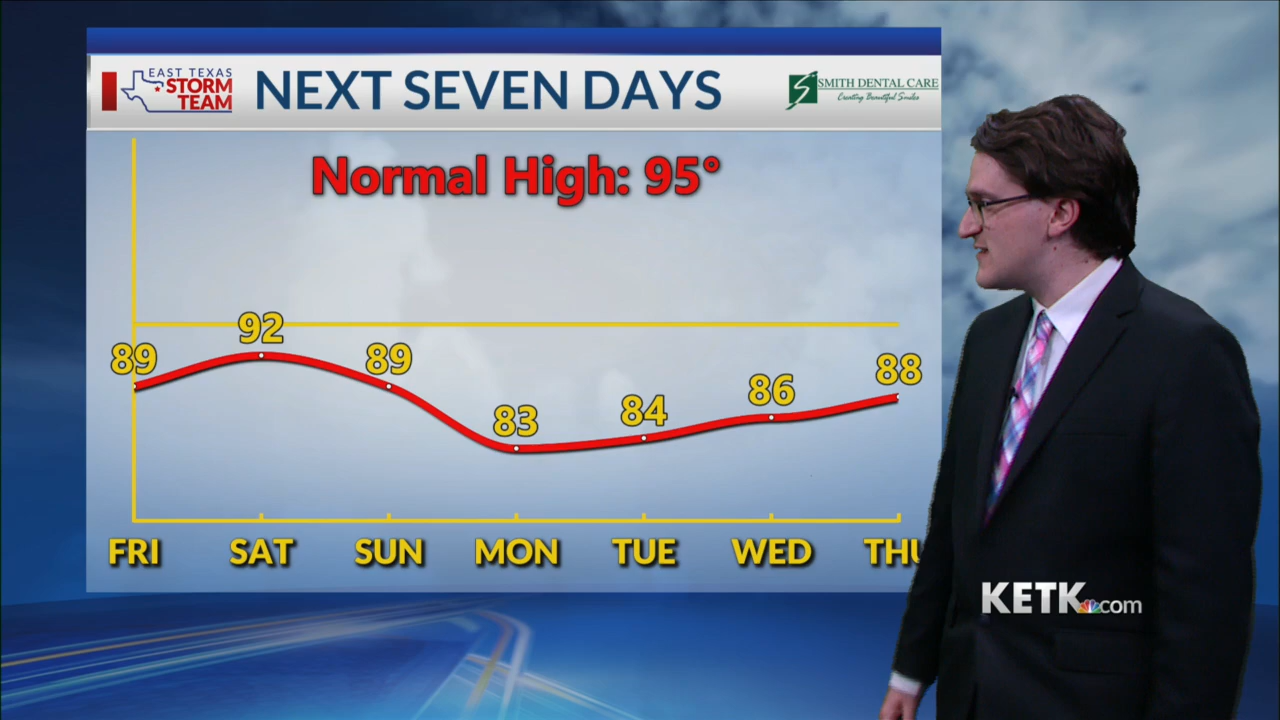 EAST TEXAS
STORM
TEAM
NEXT SEVEN DAYS
SMITH DENTAL CARE
Creating Beautiful Smiles
Normal High: 95°
89 92 89 83 84 86 88
FRI SAT SUN MON TUE WED THU
KETK.com